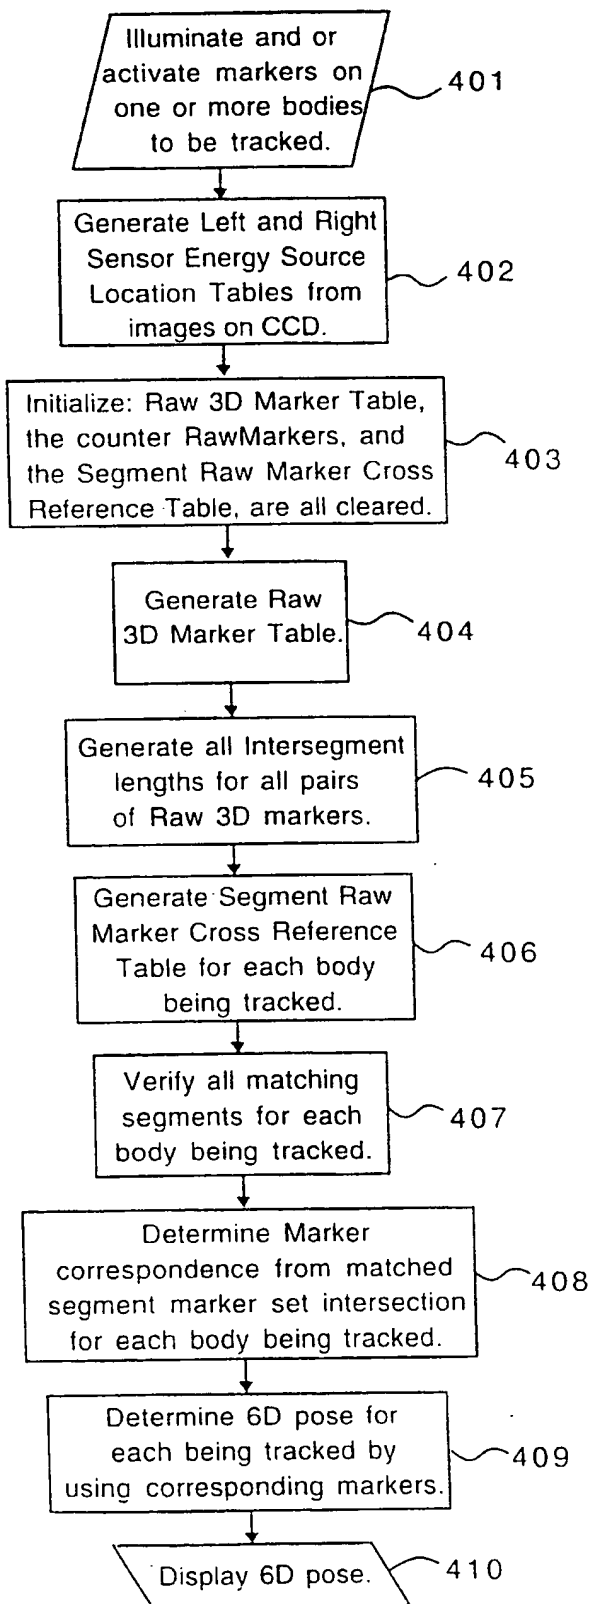 Illuminate and or
activate markers on
one or more bodies
to be tracked.
401
Generate Left and Right
Sensor Energy Source
Location Tables from
images on CCD.
402
Initialize: Raw 3D Marker Table,
the counter RawMarkers, and
the Segment Raw Marker Cross
Reference Table, are all cleared.
403
Generate Raw
3D Marker Table.
404
Generate all Intersegment
lengths for all pairs
of Raw 3D markers.
405
Generate Segment Raw
Marker Cross Reference
Table for each body
being tracked.
406
Verify all matching
segments for each
body being tracked.
407
Determine Marker
correspondence from matched
segment marker set intersection
for each body being tracked.
408
Determine 6D pose for
each being tracked by
using corresponding markers.
409
Display 6D pose.
410